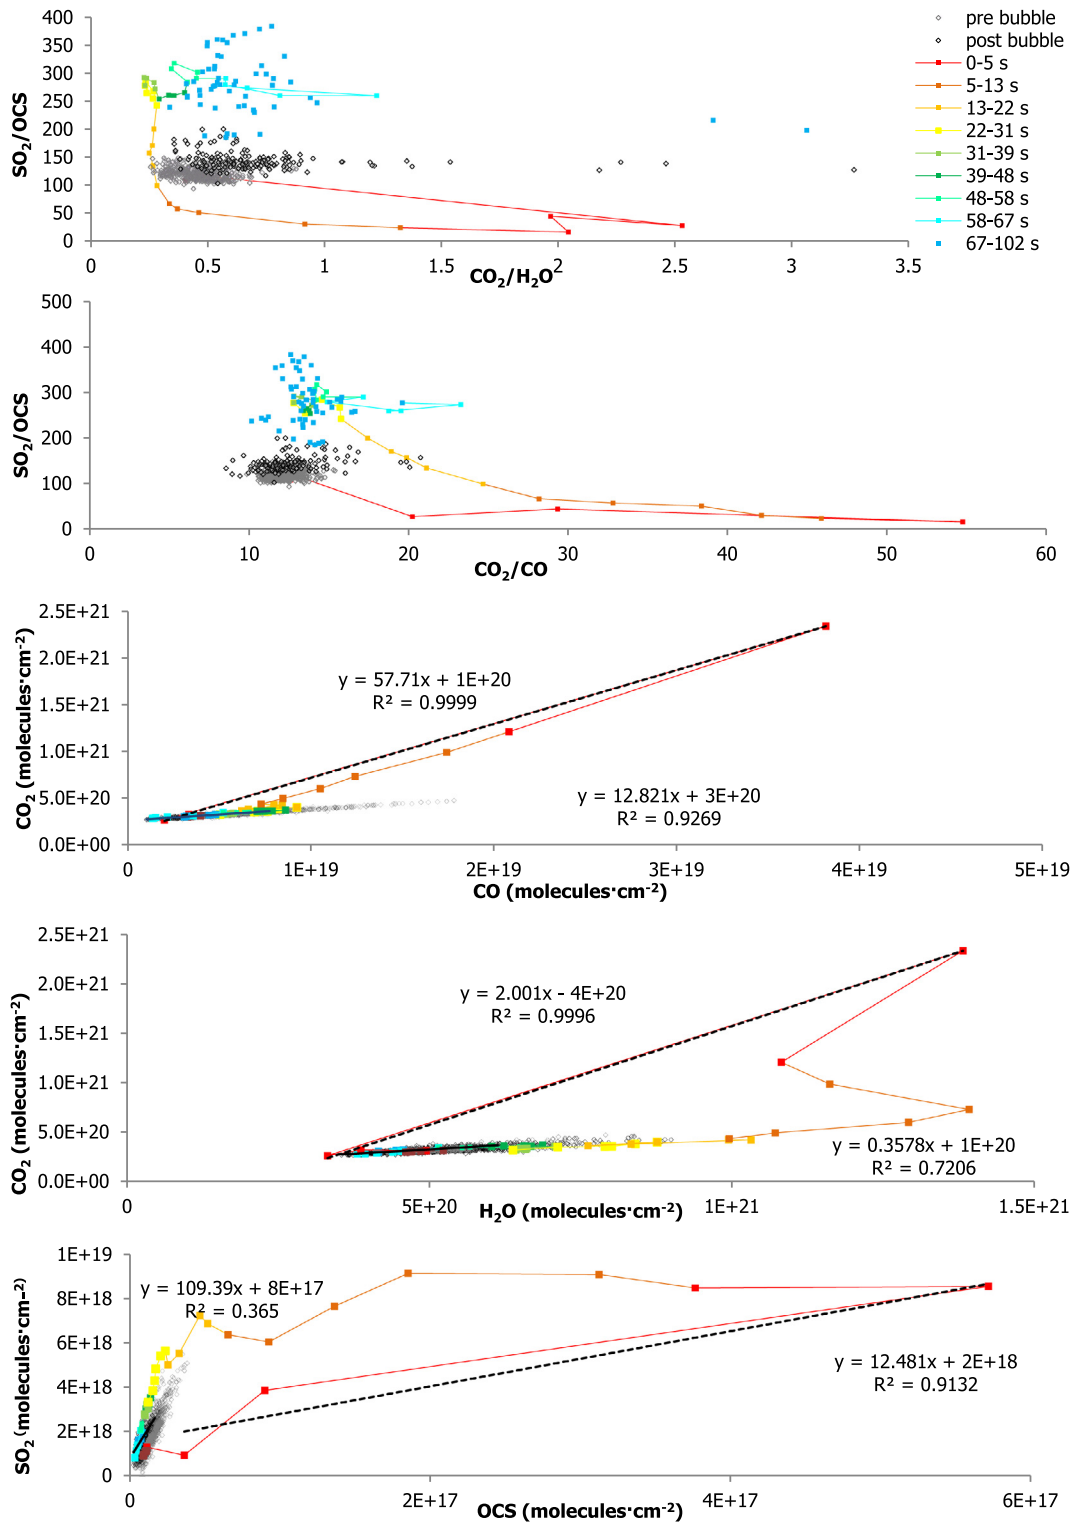 400
350
300
250
200
150
100
50
0
SO2/OCS
0
0.5
1
1.5
2
2.5
3
3.5
CO2/H2O
pre bubble
post bubble
0-5 s
5-13 s
13-22 s
22-31 s
31-39 s
39-48 s
48-58 s
58-67 s
67-102 s
500
400
300
200
100
0
SO2/OCS
0
10
20
30
40
50
60
CO2/CO
2.5E+21
2.0E+21
1.5E+21
1.0E+21
5.0E+20
0.0E+00
CO2 (molecules·cm-2)
y = 57.71x + 1E+20
R² = 0.9999
y = 12.821x + 3E+20
R² = 0.9269
0
1E+19
2E+19
3E+19
4E+19
5E+19
CO (molecules·cm-2)
2.5E+21
2.0E+21
1.5E+21
1.0E+21
5.0E+20
0.0E+00
CO2 (molecules·cm-2)
y = 2.001x - 4E+20
R² = 0.9996
y = 0.3578x + 1E+20
R² = 0.7206
0
5E+20
1E+21
1.5E+21
H2O (molecules·cm-2)
1E+19
8E+18
6E+18
4E+18
2E+18
0
SO2 (molecules·cm−2)
y = 109.39x + 8E+17
R² = 0.365
y = 12.481x + 2E+18
R² = 0.9132
0
2E+17
4E+17
6E+17
OCS (molecules·cm-2)